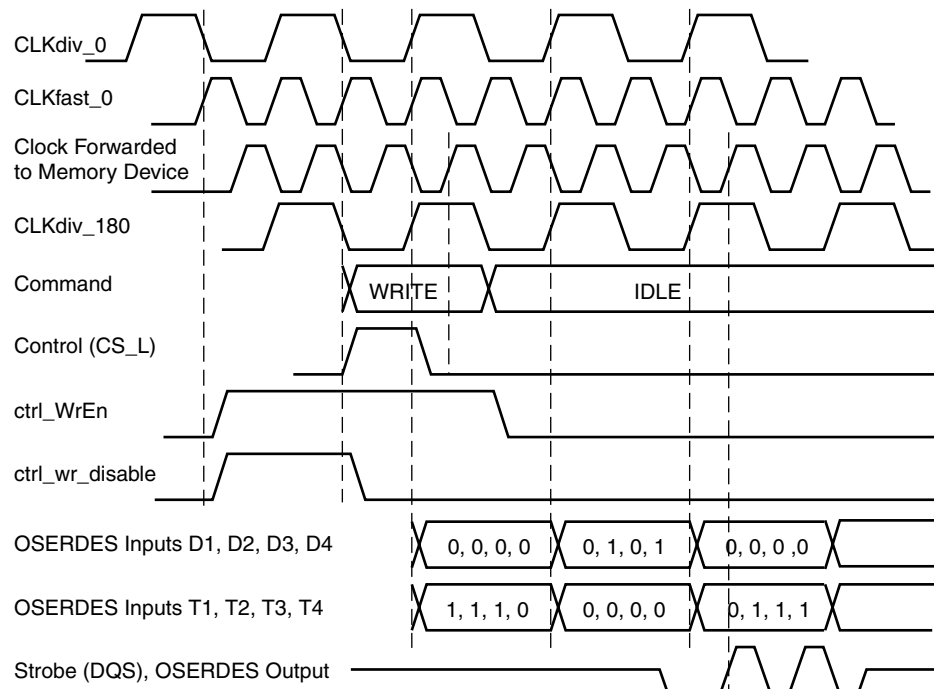 CLKdiv_0
CLKfast_0
Clock Forwarded
to Memory Device
CLKdiv_180
Command
WRITE
IDLE
Control (CS_L)
ctrl_WrEn
ctrl_wr_disable
OSERDES Inputs D1, D2, D3, D4
0, 0, 0, 0
0, 1, 0, 1
0, 0, 0 ,0
OSERDES Inputs T1, T2, T3, T4
1, 1, 1, 0
0, 0, 0, 0
0, 1, 1, 1
Strobe (DQS), OSERDES Output